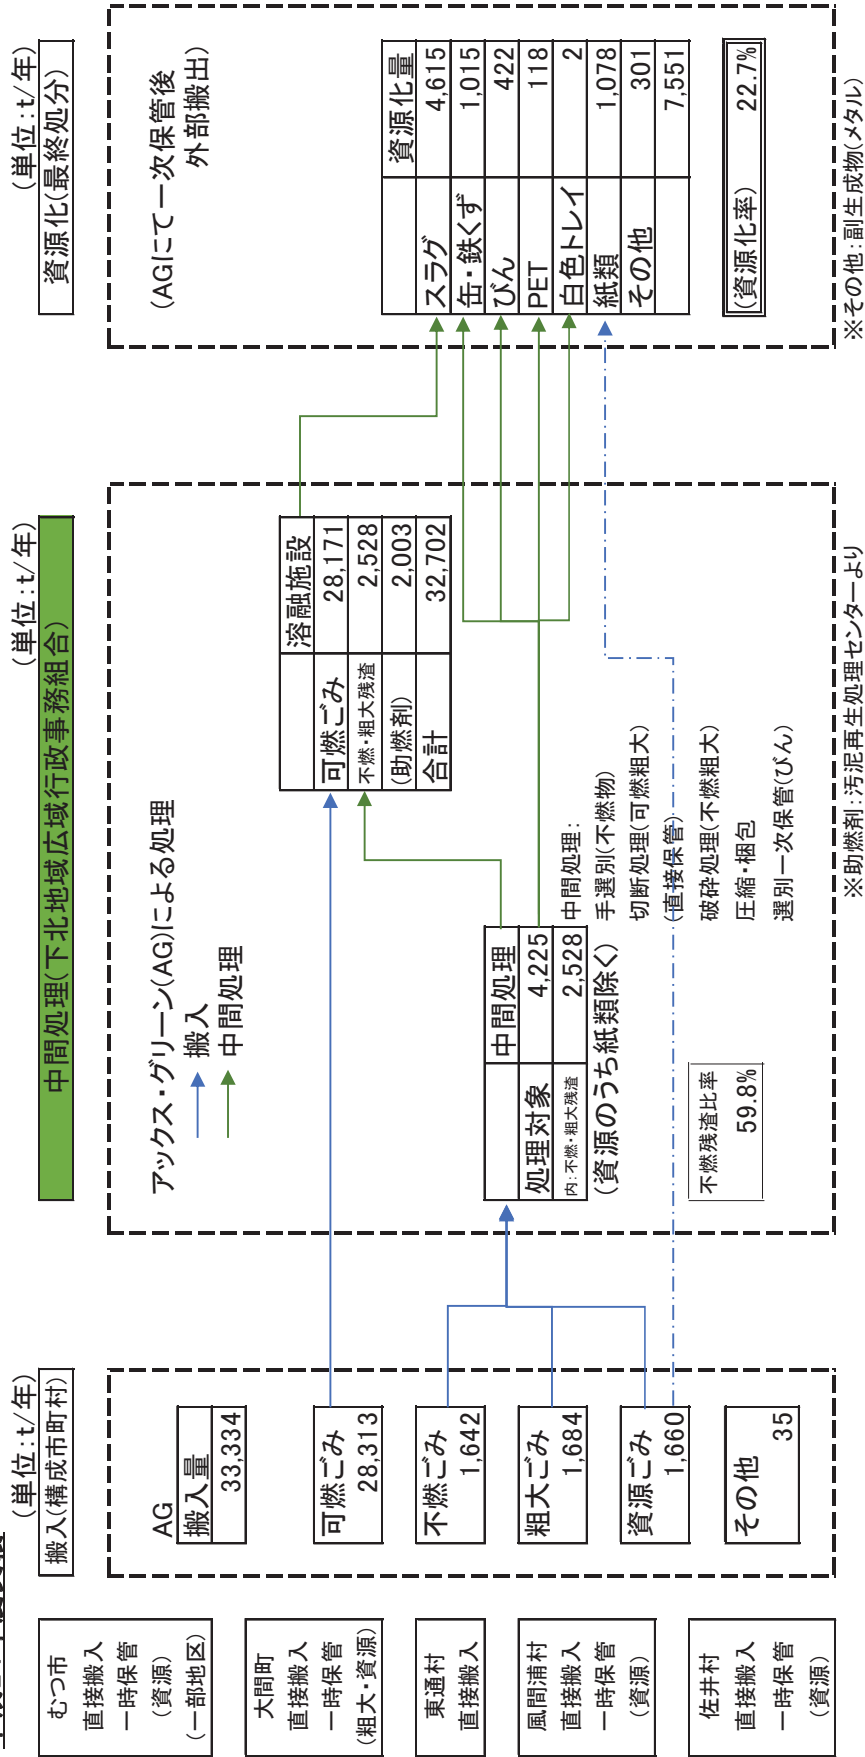 (単位:t/年)
搬入(構成市町村)
むつ市
直接搬入
一時保管
(資源)
(一部地区)
大間町
直接搬入
一時保管
(粗大・資源)
東通村
直接搬入
風間浦村
直接搬入
一時保管
(資源)
佐井村
直接搬入
一時保管
(資源)
AG
搬入量
33,334
可燃ごみ
28,313
不燃ごみ
1,642
粗大ごみ
1,684
資源ごみ
1,660
その他
35
(単位:t/年)
中間処理(下北地域広域行政事務組合)
アックス・グリーン(AG)による処理
搬入
中間処理
溶融施設
可燃ごみ 28,171
不燃・粗大残渣 2,528
(助燃剤) 2,003
合計 32,702
中間処理
処理対象 4,225
内:不燃・粗大残渣 2,528
(資源のうち紙類除く)
中間処理:
手選別(不燃物)
切断処理(可燃粗大)
(直接保管)
破砕処理(不燃粗大)
圧縮・梱包
選別一次保管(びん)
不燃残渣比率
59.8%
※助燃剤:汚泥再生処理センターより
(単位:t/年)
資源化(最終処分)
(AGにて一次保管後
外部搬出)
資源化量
スラグ 4,615
缶・鉄くず 1,015
びん 422
PET 118
白色トレイ 2
紙類 1,078
その他 301
7,551
(資源化率) 22.7%
※その他:副生成物(メタル)